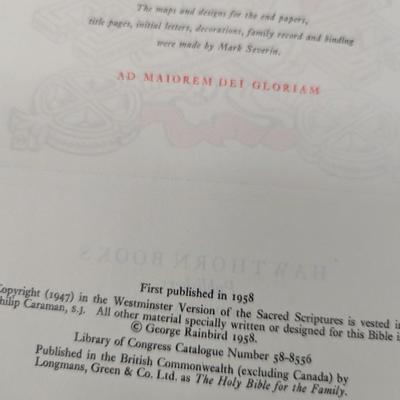 The maps and designs for the end papers,
title pages, initial letters, decorations, family record and binding
were made by Mark Severin.
AD MAIOREM DEI GLORIAM
HAWTHORN BOOKS
First published in 1958
Copyright (1947) in the Westminster Version of the Sacred Scriptures is vested in
Philip Caraman, S.J. All other material specially written or designed for this Bible is
© George Rainbird 1958.
Library of Congress Catalogue Number 58-8556
Published in the British Commonwealth (excluding Canada) by
Longmans, Green & Co. Ltd. as The Holy Bible for the Family.